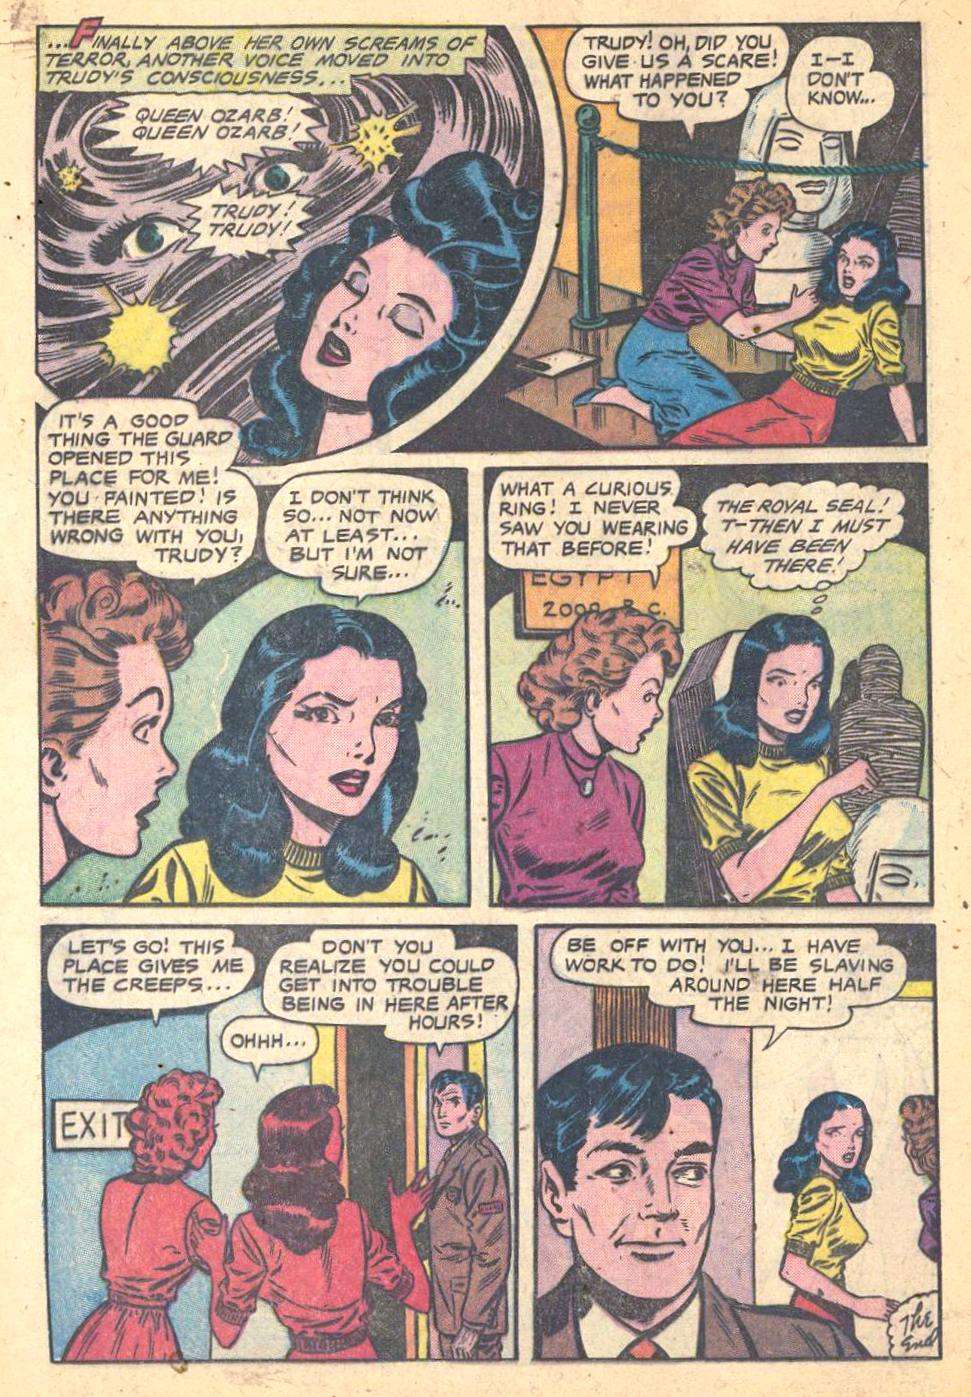 ...FINALLY ABOVE HER OWN SCREAMS OF
TERROR, ANOTHER VOICE MOVED INTO
TRUDY'S CONSCIOUSNESS...
QUEEN OZARB!
QUEEN OZARB!
TRUDY!
TRUDY!
TRUDY! OH, DID YOU
GIVE US A SCARE!
WHAT HAPPENED
TO YOU?
I-I
DON'T
KNOW...
IT'S A GOOD
THING THE GUARD
OPENED THIS
PLACE FOR ME!
YOU PAINTED! IS
THERE ANYTHING
WRONG WITH YOU,
TRUDY?
I DON'T THINK
SO... NOT NOW
AT LEAST...
BUT I'M NOT
SURE...
WHAT A CURIOUS
RING! I NEVER
SAW YOU WEARING
THAT BEFORE!
THE ROYAL SEAL!
T-THEN I MUST
HAVE BEEN
THERE!
EGYPT
2000 B.C.
LET'S GO! THIS
PLACE GIVES ME
THE CREEPS...
OHHH...
DON'T YOU
REALIZE YOU COULD
GET INTO TROUBLE
BEING IN HERE AFTER
HOURS!
EXIT
BE OFF WITH YOU... I HAVE
WORK TO DO! I'LL BE SLAVING
AROUND HERE HALF
THE NIGHT!
The
End